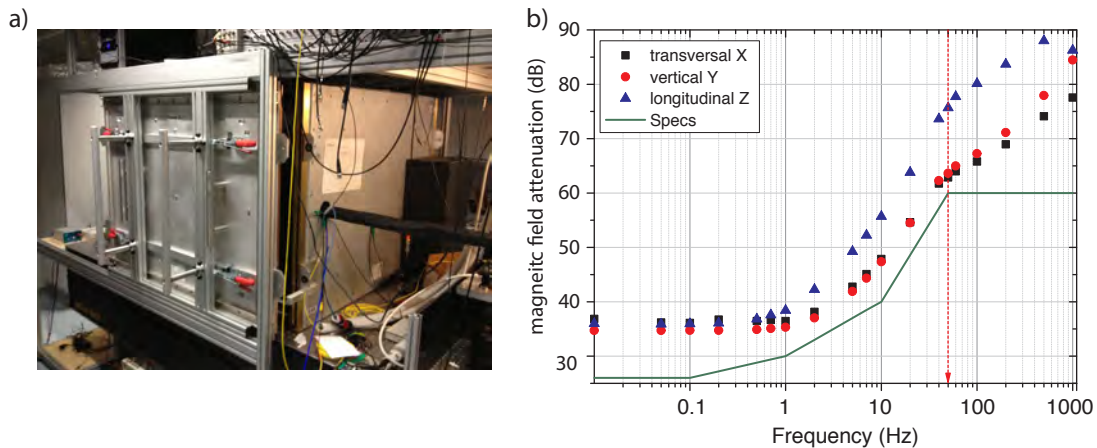 a)
b)
magneitc field attenuation (dB)
90
80
70
60
50
40
30
transversal X
vertical Y
longitudinal Z
Specs
0.1
1
10
100
1000
Frequency (Hz)